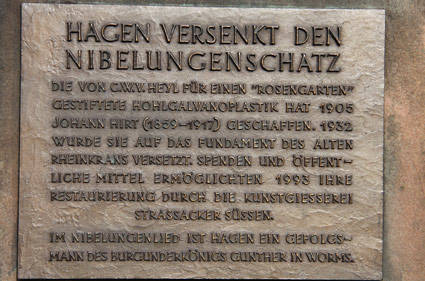 HAGEN VERSENKT DEN
NIBELUNGENSCHATZ
DIE VON C.W.V. HEYL FÜR EINEN "ROSENGARTEN"
GESTIFTETE HOHLGALVANOPLASTIK HAT 1905
JOHANN HIRT (1859–1917) GESCHAFFEN. 1932
WURDE SIE AUF DAS FUNDAMENT DES ALTEN
RHEINKRANS VERSETZT. SPENDEN UND ÖFFENT-
LICHE MITTEL ERMÖGLICHTEN 1993 IHRE
RESTAURIERUNG DURCH DIE KUNSTGIESSEREI
STRASSACKER SÜSSEN.
IM NIBELUNGENLIED IST HAGEN EIN GEFOLGS-
MANN DES BURGUNDERKÖNIGS GUNTHER IN WORMS.